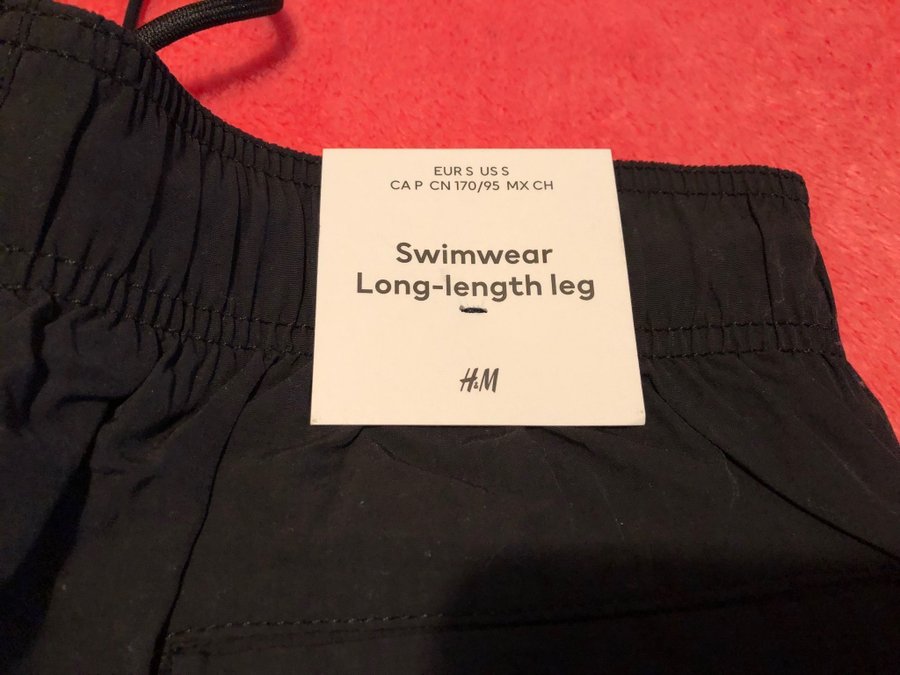 EUR S US S
CA P CN 170/95 MX CH
Swimwear
Long-length leg
H&M